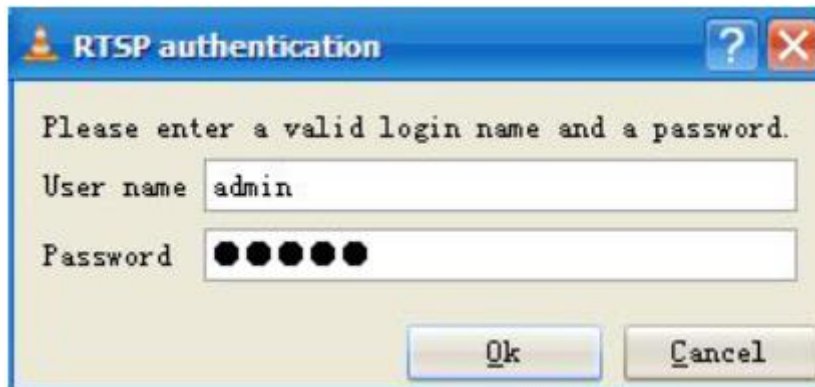 RTSP authentication
Please enter a valid login name and a password.
User name admin
Password ●●●●●
Ok Cancel